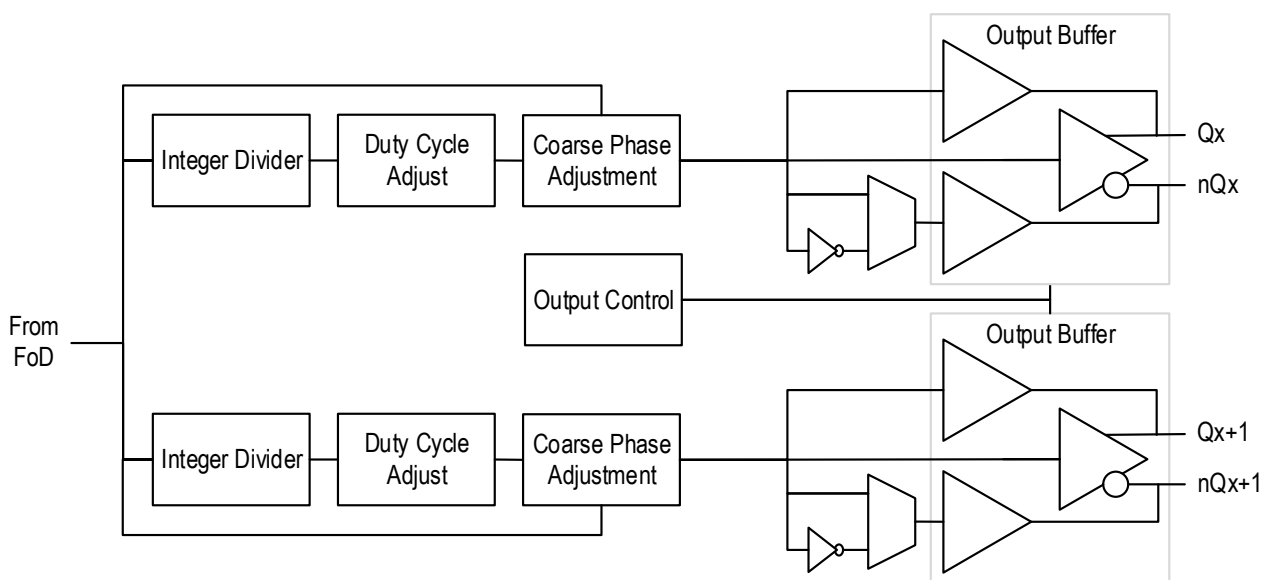 Output Buffer
Integer Divider
Duty Cycle
Adjust
Coarse Phase
Adjustment
Qx
nQx
Output Control
From
FoD
Output Buffer
Integer Divider
Duty Cycle
Adjust
Coarse Phase
Adjustment
Qx+1
nQx+1